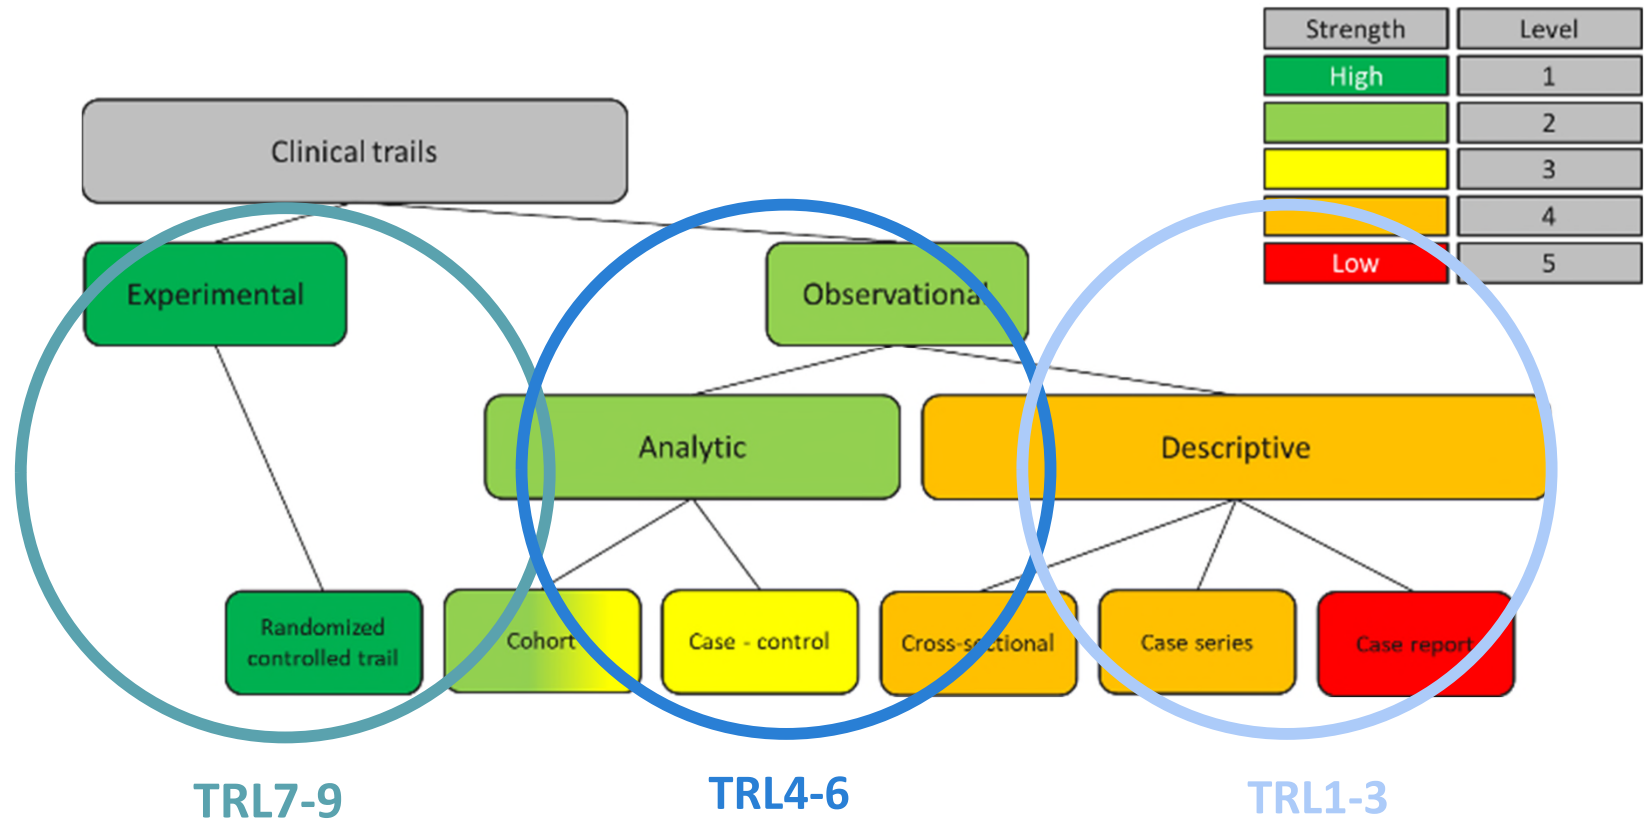 Strength Level
High 1
2
3
4
Low 5
Clinical trails
Experimental
Observational
Analytic
Descriptive
Randomized
controlled trail
Cohort
Case - control
Cross-sectional
Case series
Case report
TRL7-9
TRL4-6
TRL1-3